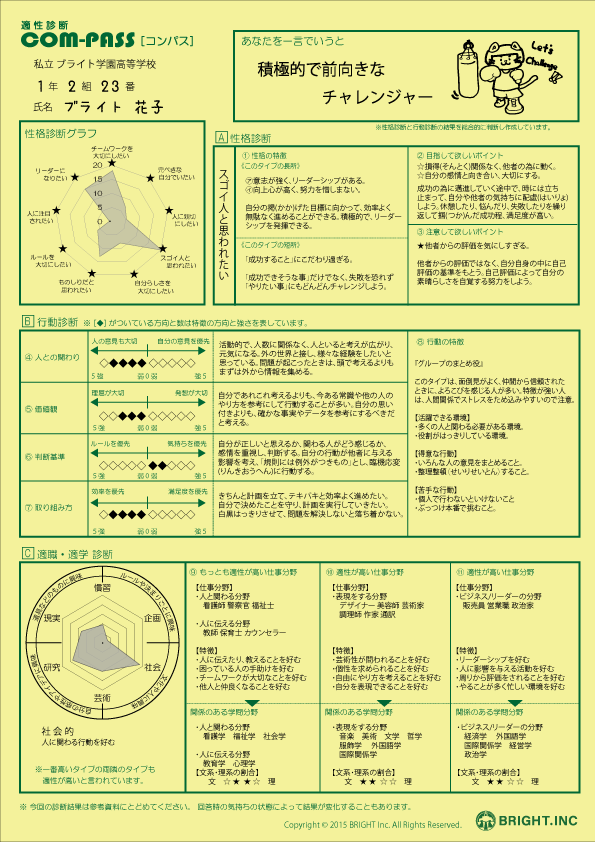 適性診断
COM-PASS [コンパス]
私立 ブライト学園高等学校
1 年 2 組 23 番
氏名 ブライト 花子
あなたを一言でいうと
積極的で前向きな
チャレンジャー
Let's
Challenge
※性格診断と行動診断の結果を総合的に判断し作成しています。
性格診断グラフ
チームワークを
大切にしたい
完ぺきな
自分でいたい
人に親切
にしたい
スゴイ人と
思われたい
自分らしさを
大切にしたい
ものしりだと
思われたい
ルールを
大切にしたい
人に注目
されたい
リーダーに
なりたい
20
15
10
5
0
A 性格診断
スゴイ人と思われたい
① 性格の特徴
《このタイプの長所》
㋐意志が強く、リーダーシップがある。
㋑向上心が高く、努力を惜しまない。
自分の掲(かか)げた目標に向かって、効率よく
無駄なく進めることができる。積極的で、リーダー
シップを発揮できる。
《このタイプの短所》
「成功すること」にこだわり過ぎる。
「成功できそうな事」だけでなく、失敗を恐れず
「やりたい事」にもどんどんチャレンジしよう。
② 目指して欲しいポイント
☆損得(そんとく)関係なく、他者の為に動く。
☆自分の感情と向き合い、大切にする。
成功の為に邁進していく途中で、時には立ち
止まって、自分や他者の気持ちに配慮(はいりょ)
しよう。休憩したり、悩んだり、失敗したりを繰り
返して掴(つか)んだ成功程、満足度が高い。
③ 注意して欲しいポイント
★他者からの評価を気にしすぎる。
他者からの評価ではなく、自分自身の中に自己
評価の基準をもとう。自己評価によって自分の
素晴らしさを自覚する努力をしよう。
B 行動診断 ※ [◆] がついている方向と数は特徴の方向と強さを表しています。
④ 人との関わり
人の意見も大切 自分の意見を優先
◇◆◆◆◆◇◇◇◇◇
5 強 弱 0 弱 強 5
活動的で、人数に関係なく、人といると考えが広がり、
元気になる。外の世界と接し、様々な経験をしたいと
思っている。問題が起こったときは、頭で考えるよりも
まずは外から情報を集める。
⑤ 価値観
理屈が大切 発想が大切
◇◇◆◆◆◇◇◇◇◇
5 強 弱 0 弱 強 5
自分であれこれ考えるよりも、今ある常識や他の人の
やり方を参考にして行動することが多い。自分の思い
付きよりも、確かな事実やデータを参考にするべきだ
と考える。
⑥ 判断基準
ルールを優先 気持ちを優先
◇◇◇◇◇◆◆◇◇◇
5 強 弱 0 弱 強 5
自分が正しいと思えるか、関わる人がどう感じるか、
感情を重視し、判断する。自分の行動が他者に与える
影響を考え、「規則には例外がつきもの」とし、臨機応変
(りんきおうへん)に行動する。
⑦ 取り組み方
効率を優先 満足度を優先
◇◆◆◆◆◇◇◇◇◇
5 強 弱 0 弱 強 5
きちんと計画を立て、テキパキと効率よく進めたい。
自分で決めたことを守り、計画を実行していきたい。
白黒はっきりさせて、問題を解決しないと落ち着かない。
⑧ 行動の特徴
『グループのまとめ役』
このタイプは、面倒見がよく、仲間から信頼された
ときに、よろこびを感じる人が多い。特徴が強い人
は、人間関係でストレスをため込みやすいので注意。
【活躍できる環境】
・多くの人と関わる必要がある環境。
・役割がはっきりしている環境。
【得意な行動】
・いろんな人の意見をまとめること。
・整理整頓(せいりせいとん)すること。
【苦手な行動】
・個人で行わないといけないこと
・ぶっつけ本番で挑むこと。
C 適職・適学 診断
慣習
企画
社会
芸術
研究
現実
ルールや決まりごとに興味
社会的
人に関わる行動を好む
※一番高いタイプの両隣のタイプも
適性が高いと言われています。
⑨ もっとも適性が高い仕事分野
【仕事分野】
・人と関わる分野
看護師 警察官 福祉士
・人に伝える分野
教師 保育士 カウンセラー
【特徴】
・人に伝えたり、教えることを好む
・困っている人の手助けを好む
・チームワークが大切なことを好む
・他人と仲良くなることを好む
関係のある学問分野
・人と関わる分野
看護学 福祉学 社会学
・人に伝える分野
教育学 心理学
【文系・理系の割合】
文 ☆★★☆ 理
⑩ 適性が高い仕事分野
【仕事分野】
・表現をする分野
デザイナー 美容師 芸術家
調理師 作家 通訳
【特徴】
・芸術性が問われることを好む
・個性を求められることを好む
・自由にやり方を考えることを好む
・自分を表現できることを好む
関係のある学問分野
・表現をする分野
音楽 美術 文学 哲学
服飾学 外国語学
国際関係学
【文系・理系の割合】
文 ★★☆☆ 理
⑪ 適性が高い仕事分野
【仕事分野】
・ビジネス/リーダーの分野
販売員 営業職 政治家
【特徴】
・リーダーシップを好む
・人に影響を与える活動を好む
・周りから評価をされることを好む
・やることが多く忙しい環境を好む
関係のある学問分野
・ビジネス/リーダーの分野
経済学 外国語学
国際関係学 経営学
政治学
【文系・理系の割合】
文 ★★☆☆ 理
※ 今回の診断結果は参考資料にとどめてください、 回答時の気持ちの状態によって結果が変化することもあります。
Copyright © 2015 BRIGHT Inc. All Rights Reserved.
BRIGHT.INC